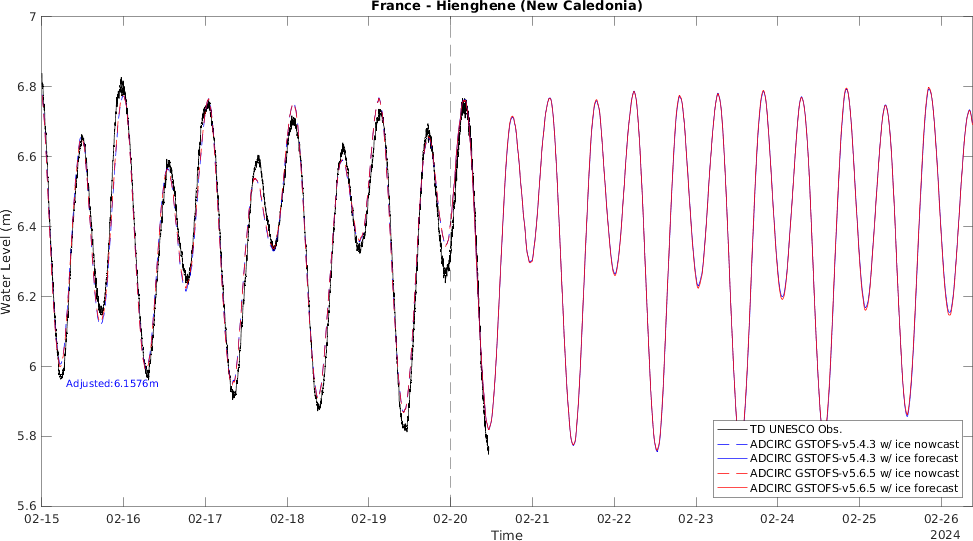 France - Hienghene (New Caledonia)
7
6.8
6.6
6.4
6.2
6
5.8
5.6
Water Level (m)
Adjusted:6.1576m
TD UNESCO Obs.
ADCIRC GSTOFS-v5.4.3 w/ ice nowcast
ADCIRC GSTOFS-v5.4.3 w/ ice forecast
ADCIRC GSTOFS-v5.6.5 w/ ice nowcast
ADCIRC GSTOFS-v5.6.5 w/ ice forecast
02-15 02-16 02-17 02-18 02-19 02-20 02-21 02-22 02-23 02-24 02-25 02-26
Time
2024